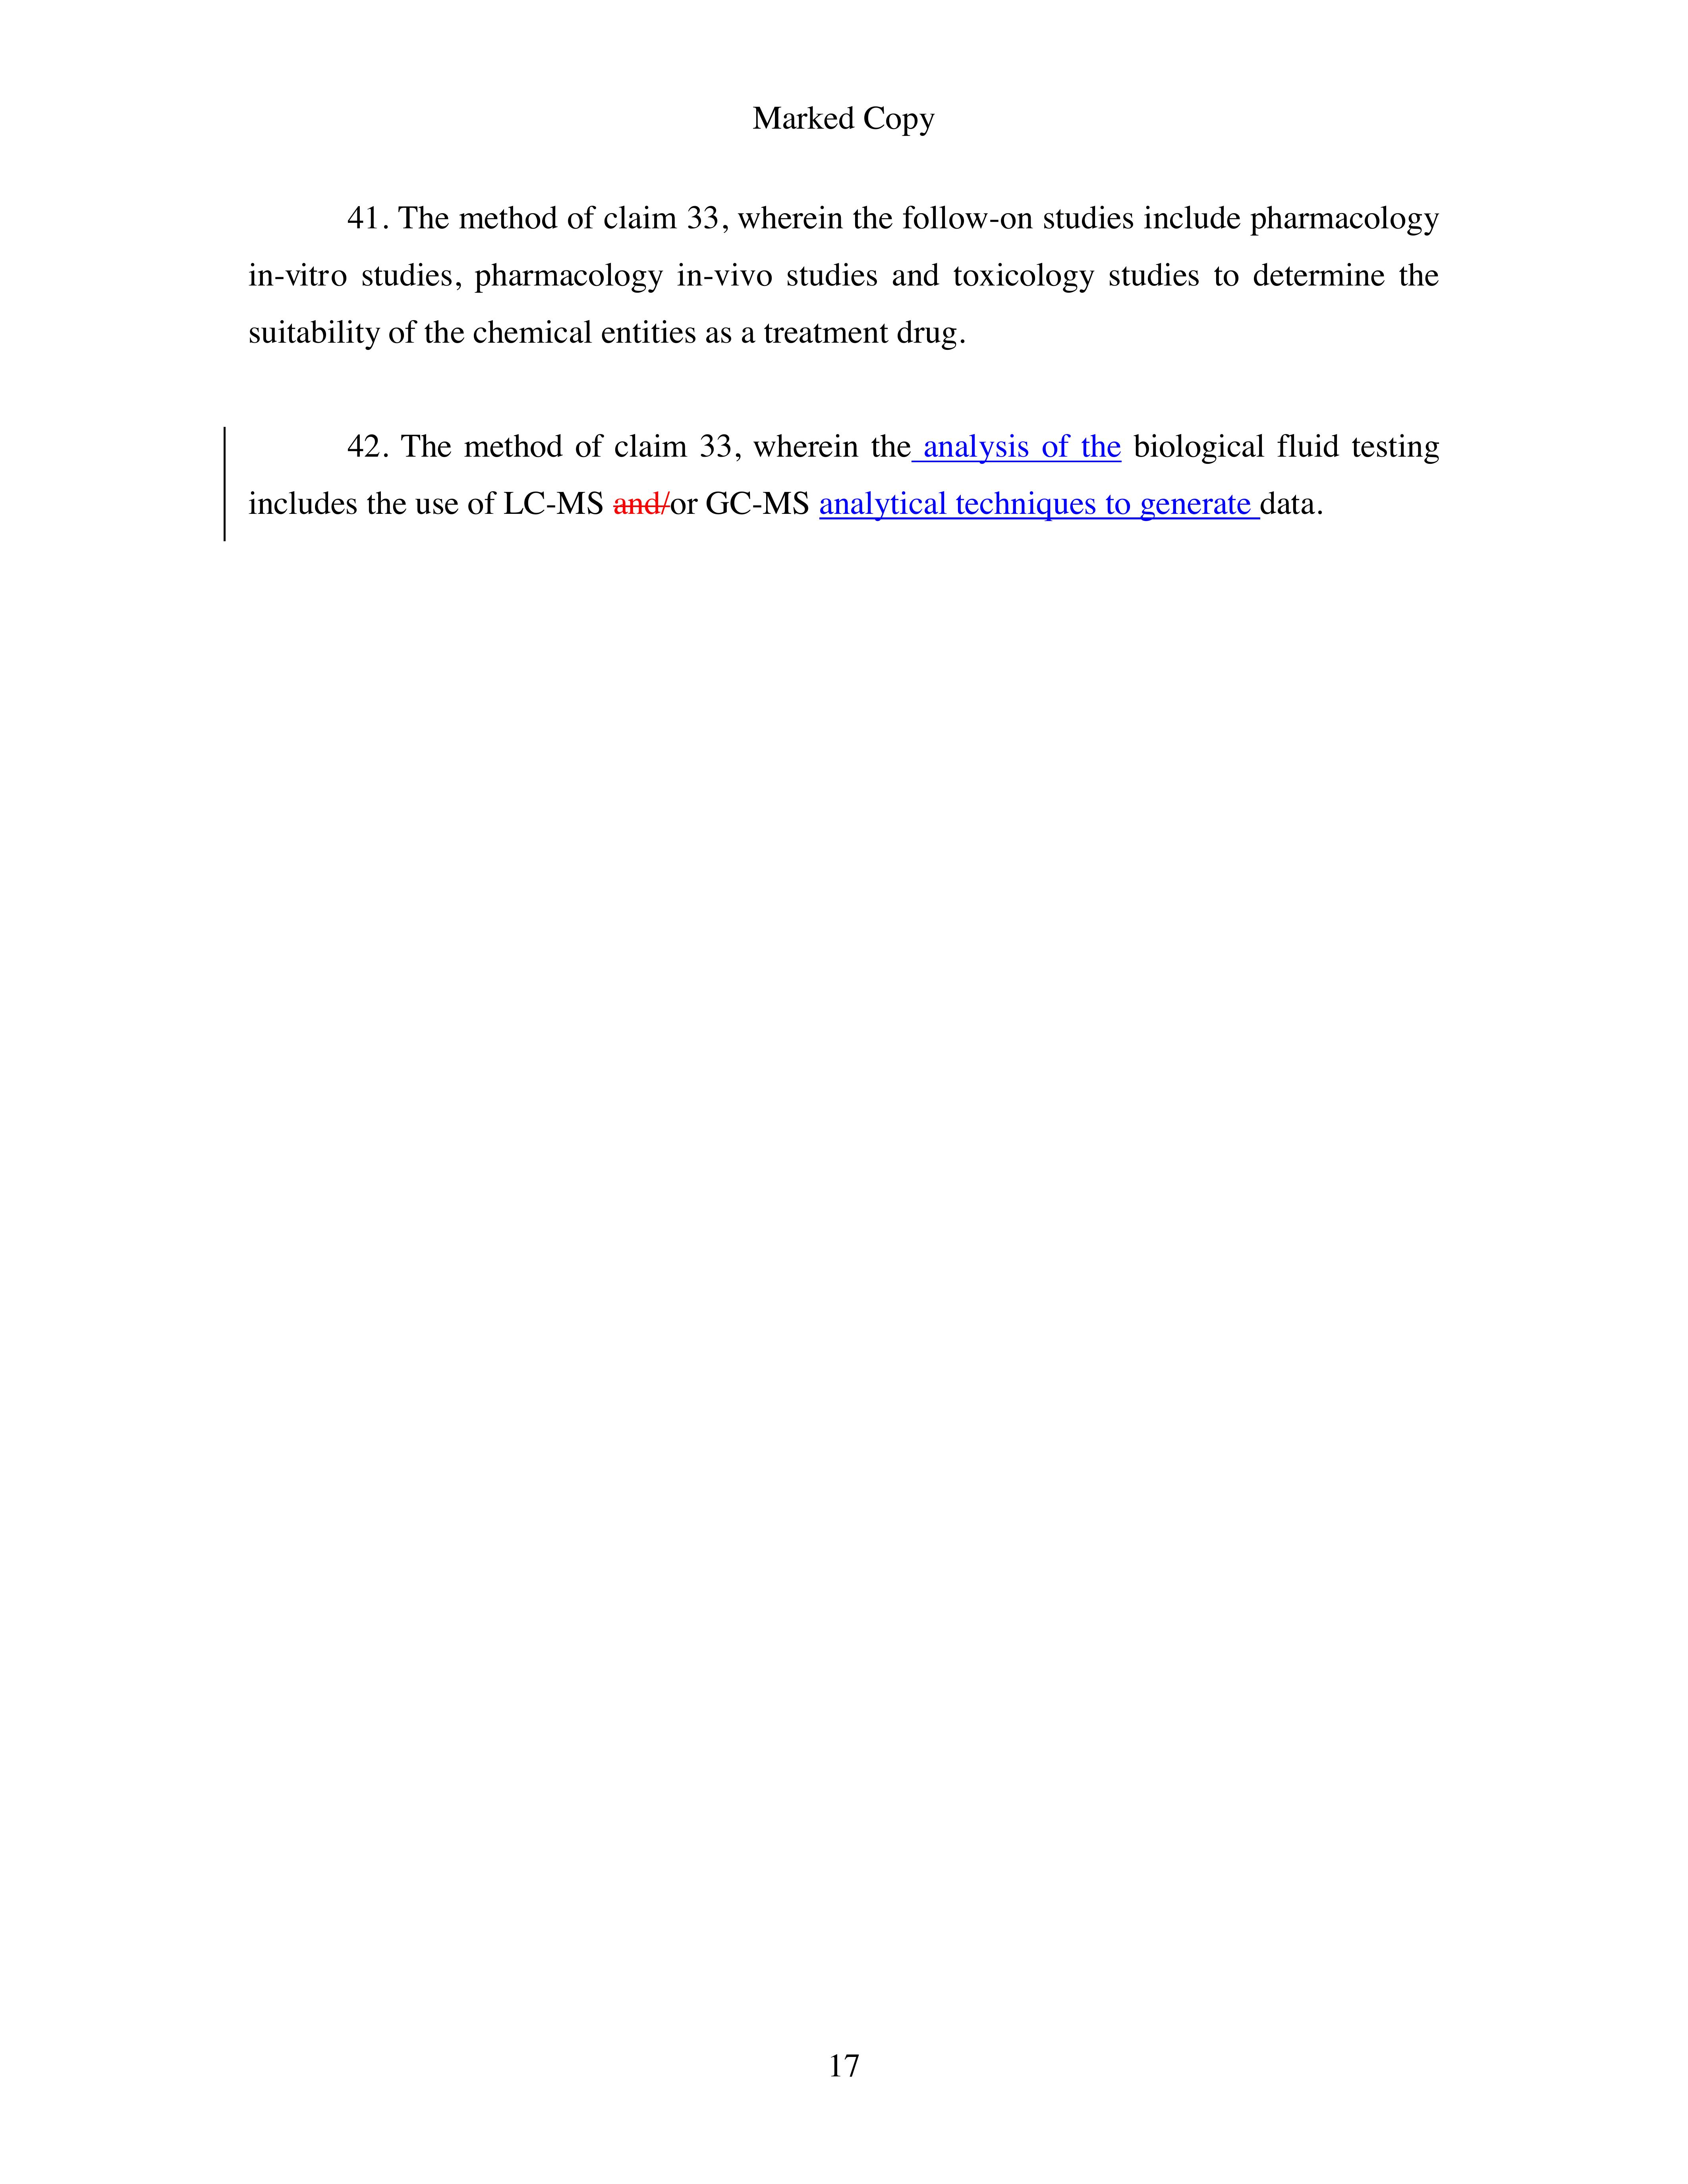 Marked Copy
41. The method of claim 33, wherein the follow-on studies include pharmacology
in-vitro studies, pharmacology in-vivo studies and toxicology studies to determine the
suitability of the chemical entities as a treatment drug.
42. The method of claim 33, wherein the analysis of the biological fluid testing
includes the use of LC-MS and/or GC-MS analytical techniques to generate data.
17